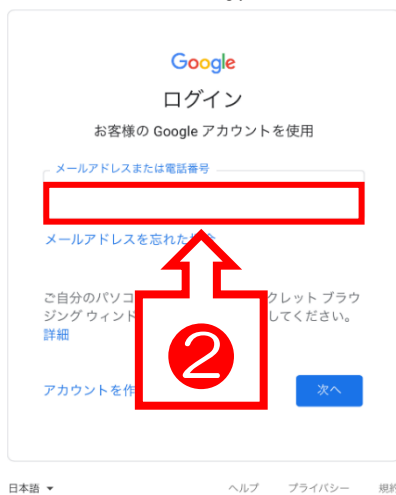 Google
ログイン
お客様の Google アカウントを使用
メールアドレスまたは電話番号
メールアドレスを忘れた場合
ご自分のパソコ クレット ブラウ
ジング ウィンド してください。
詳細
アカウントを作
2
次へ
日本語
ヘルプ プライバシー 規約